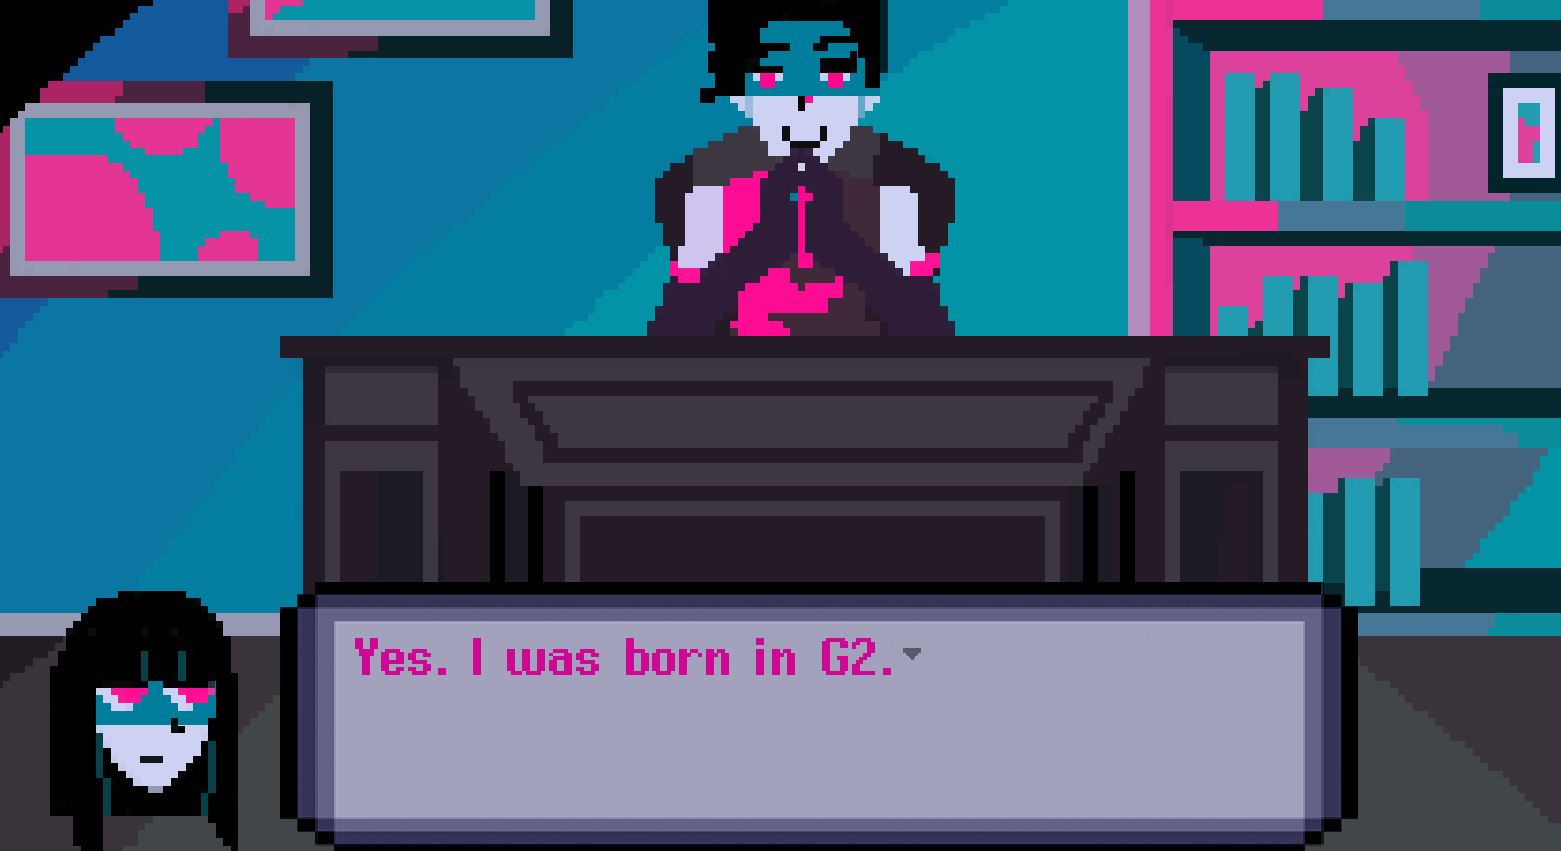 Yes. I was born in G2.